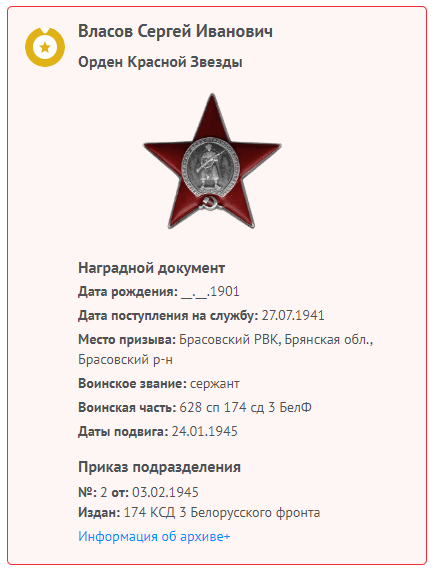 Власов Сергей Иванович
Орден Красной Звезды
Наградной документ
Дата рождения: __.__.1901
Дата поступления на службу: 27.07.1941
Место призыва: Брасовский РВК, Брянская обл.,
Брасовский р-н
Воинское звание: сержант
Воинская часть: 628 сп 174 сд 3 БелФ
Даты подвига: 24.01.1945
Приказ подразделения
№: 2 от: 03.02.1945
Издан: 174 КСД 3 Белорусского фронта
Информация об архиве+